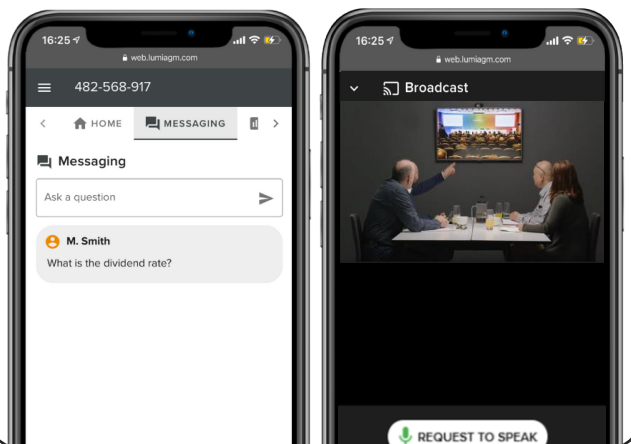 16:25
web.lumiagm.com
482-568-917
HOME
MESSAGING
Messaging
Ask a question
M. Smith
What is the dividend rate?
16:25
web.lumiagm.com
Broadcast
REQUEST TO SPEAK